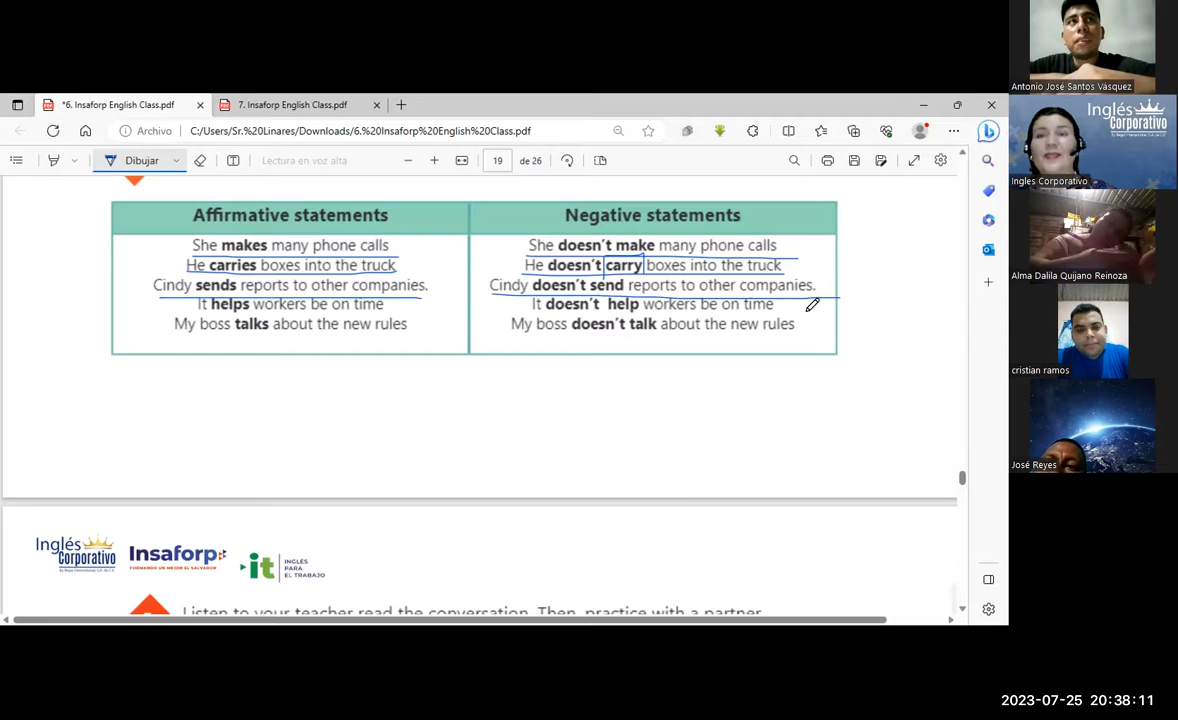 *6. Insaforp English Class.pdf
7. Insaforp English Class.pdf
Archivo
C:/Users/Sr.%20Linares/Downloads/6.%20Insaforp%20English%20Class.pdf
Dibujar
Lectura en voz alta
19
de 26
Affirmative statements
Negative statements
She makes many phone calls
She doesn´t make many phone calls
He carries boxes into the truck
He doesn´t carry boxes into the truck
Cindy sends reports to other companies.
Cindy doesn´t send reports to other companies.
It helps workers be on time
It doesn´t help workers be on time
My boss talks about the new rules
My boss doesn´t talk about the new rules
Inglés
Corporativo
Insaforp
FORMANDO UN MEJOR EL SALVADOR
it
INGLÉS
PARA
EL TRABAJO
Listen to your teacher read the conversation. Then, practice with a partner
Antonio José Santos Vásquez
Inglés
Corporativo
Ingles Corporativo
Alma Dalila Quijano Reinoza
cristian ramos
José Reyes
2023-07-25 20:38:11